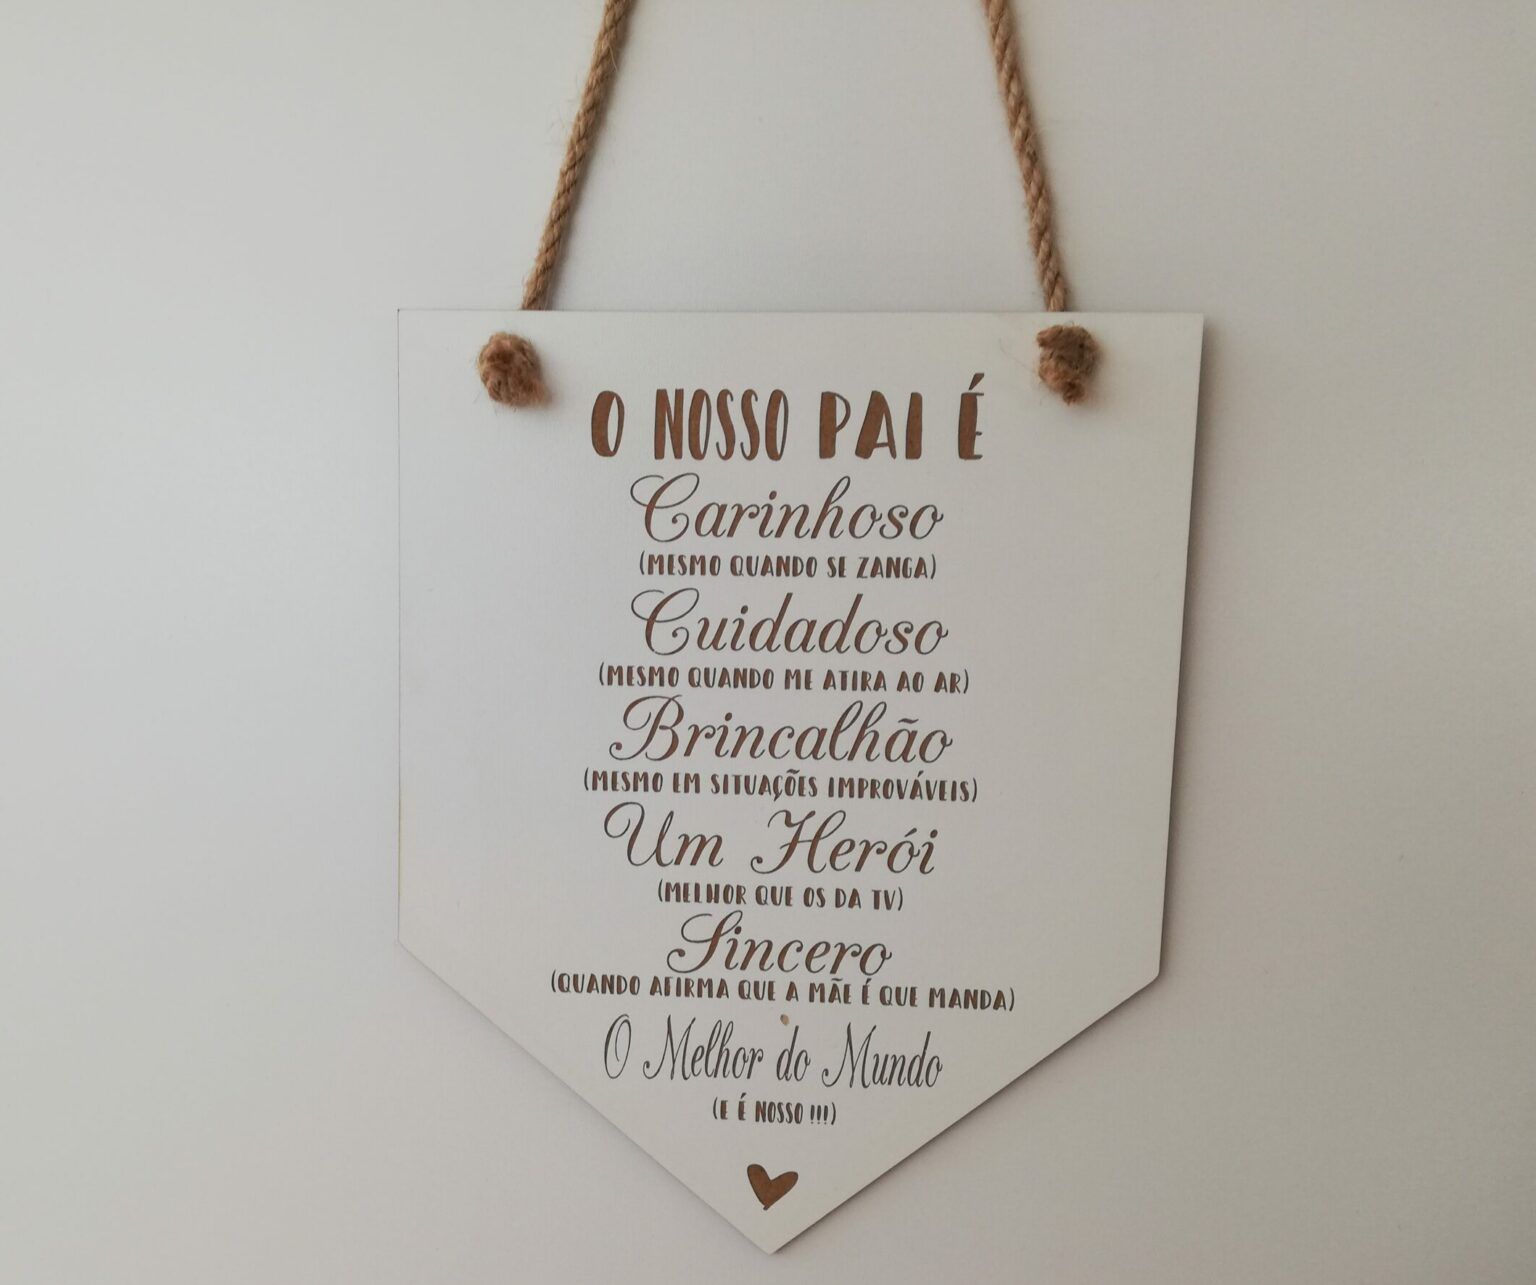 O NOSSO PAI É
Carinhoso
(MESMO QUANDO SE ZANGA)
Cuidadoso
(MESMO QUANDO ME ATIRA AO AR)
Brincalhão
(MESMO EM SITUAÇÕES IMPROVÁVEIS)
Um Herói
(MELHOR QUE OS DA TV)
Sincero
(QUANDO AFIRMA QUE A MÃE É QUE MANDA)
O Melhor do Mundo
(E É NOSSO !!!)